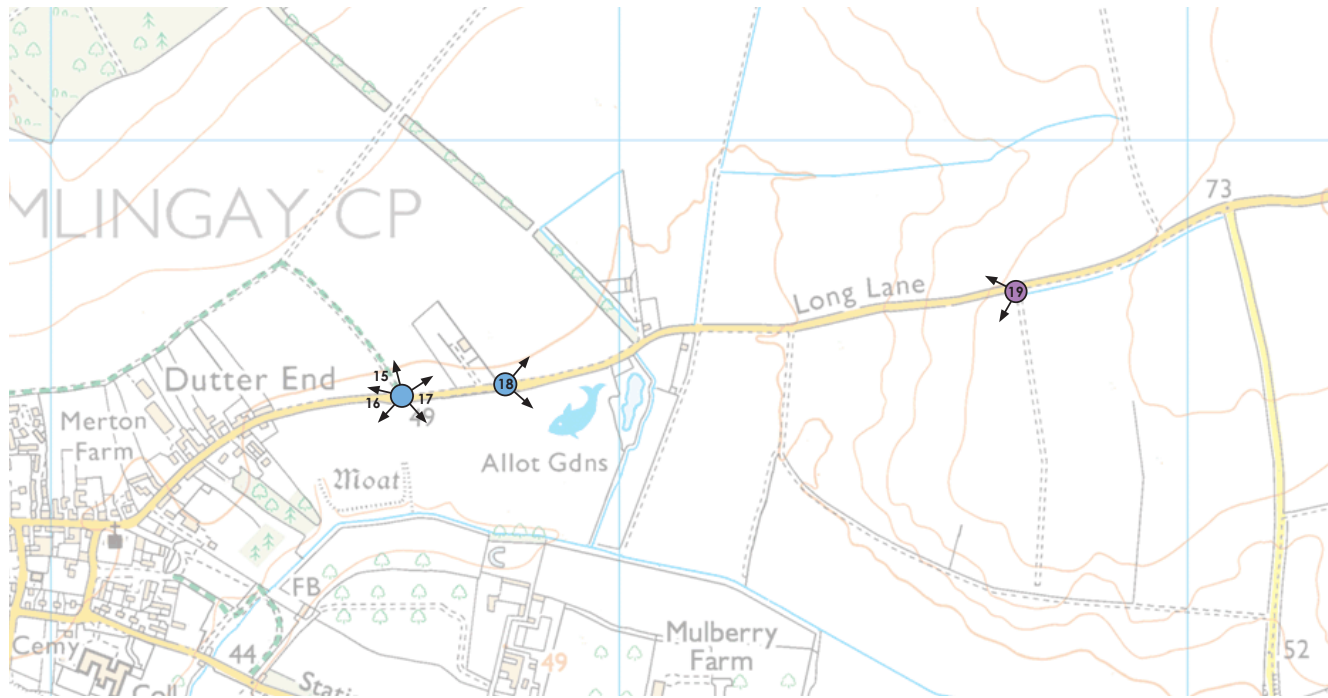 73
MLINGAY CP
Long Lane
19
15
18
Dutter End
16
17
49
Merton
Farm
Allot Gdns
Moat
FB
Mulberry
Farm
Cemy
44
49
52
Coll